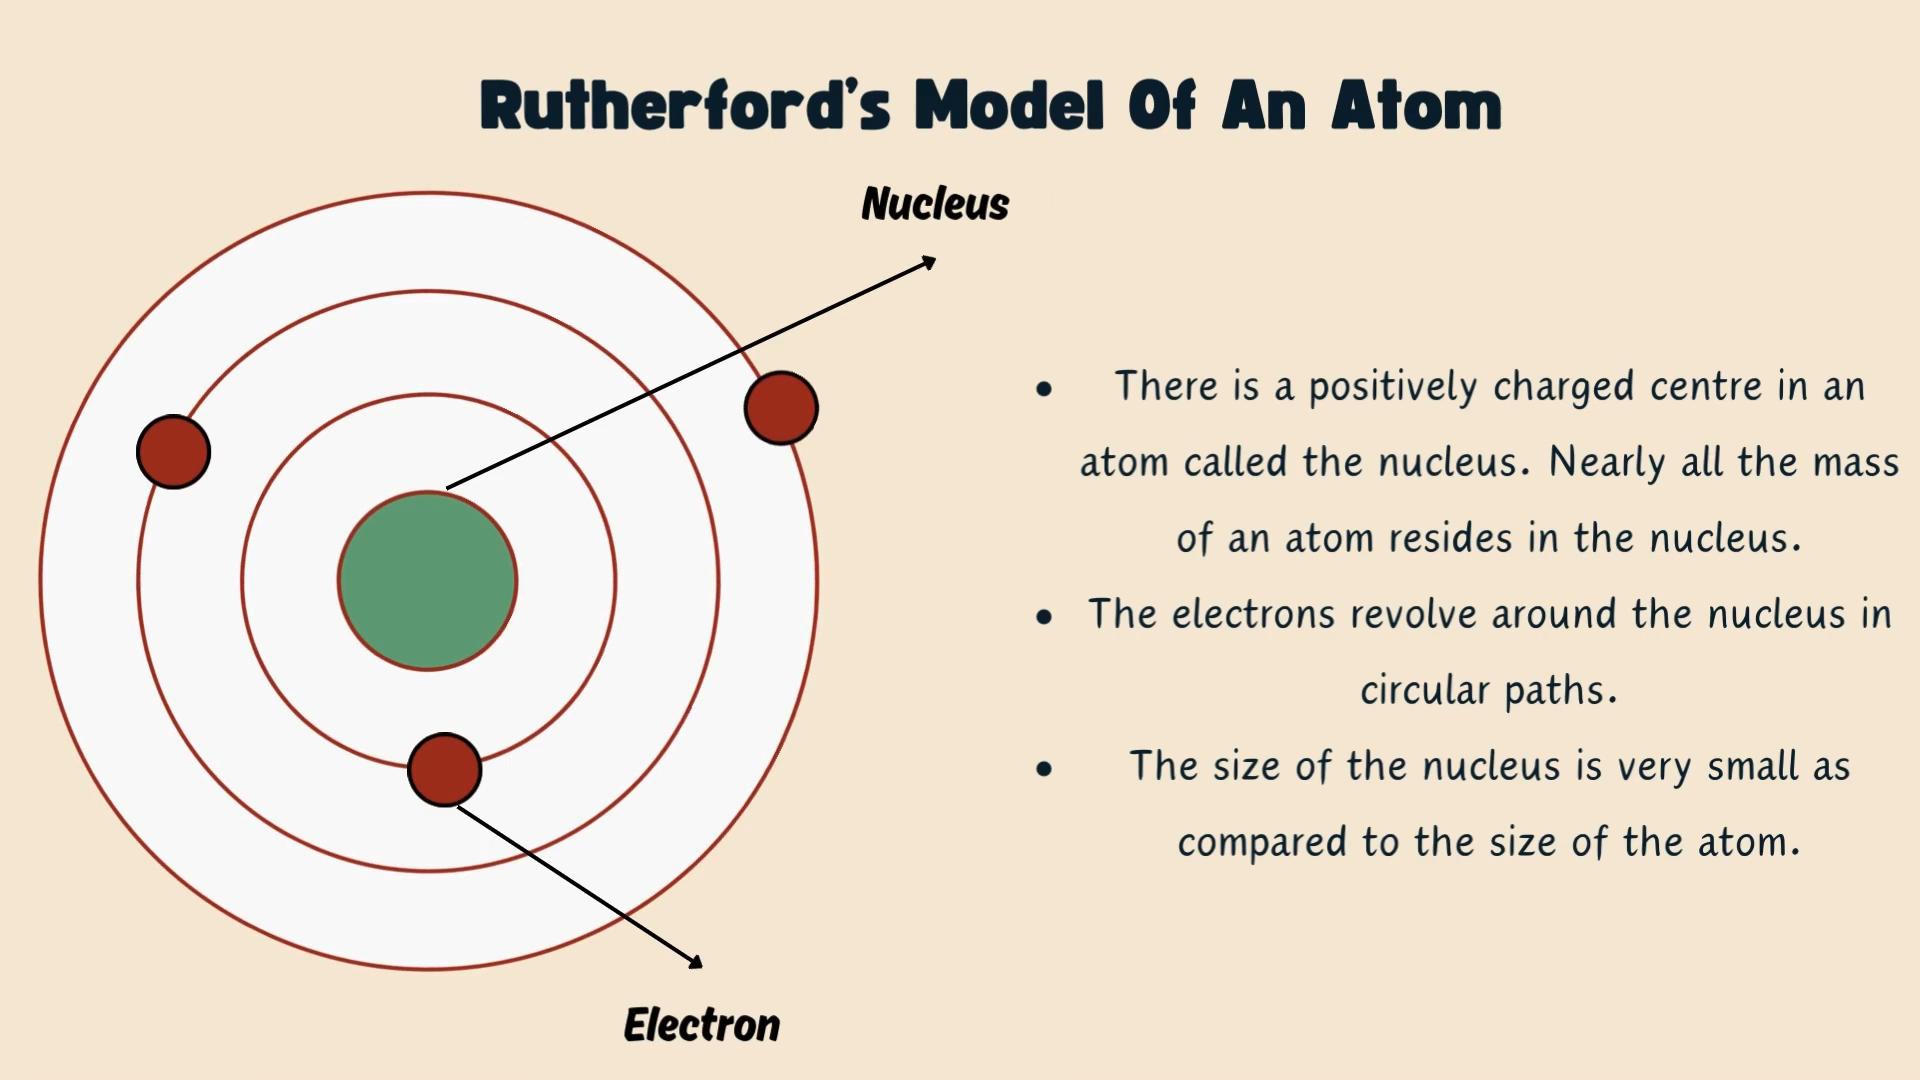 Rutherford's Model Of An Atom
Nucleus
• There is a positively charged centre in an
atom called the nucleus. Nearly all the mass
of an atom resides in the nucleus.
• The electrons revolve around the nucleus in
circular paths.
• The size of the nucleus is very small as
compared to the size of the atom.
Electron